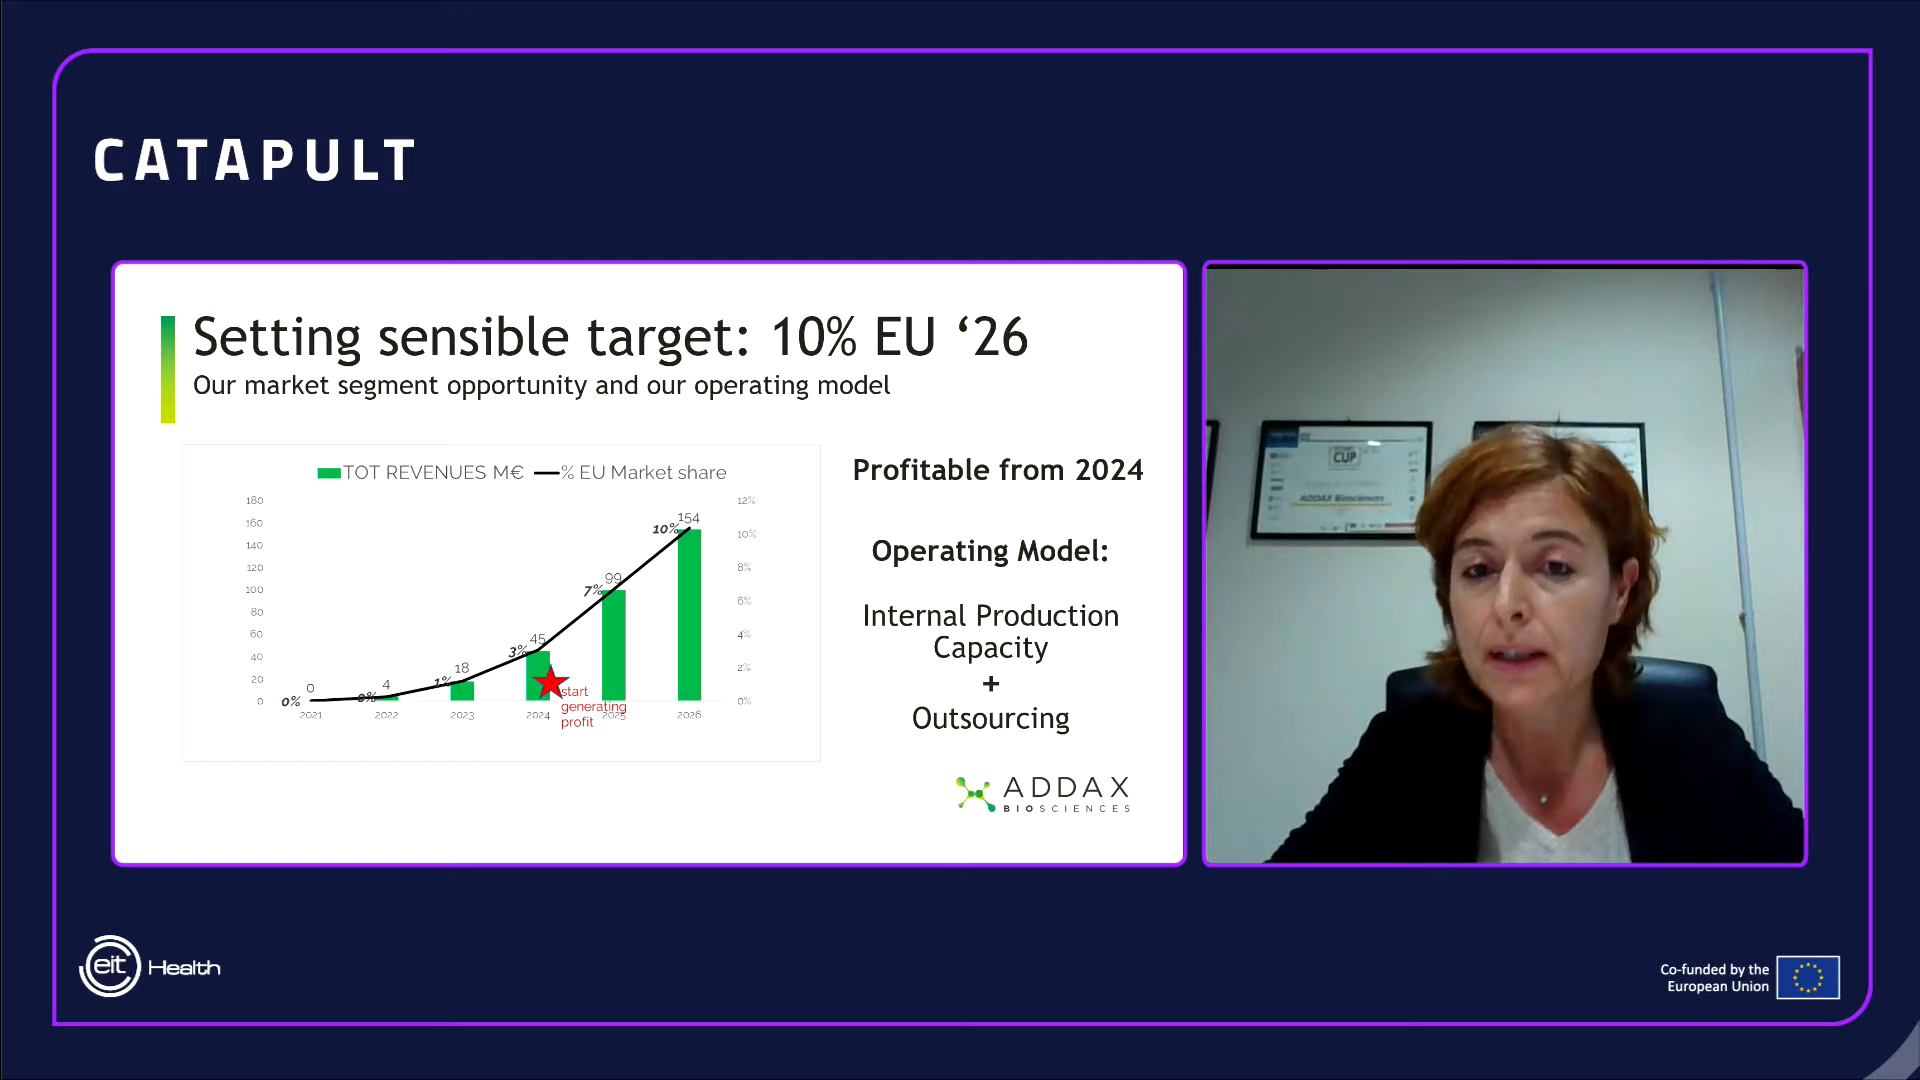 CATAPULT
Setting sensible target: 10% EU ‘26
Our market segment opportunity and our operating model
TOT REVENUES M€ % EU Market share
180
160
140
120
100
80
60
40
20
0
12%
10%
8%
6%
4%
2%
0%
0
4
18
45
99
154
0%
0%
1%
3%
7%
10%
2021 2022 2023 2024 2025 2026
start
generating
profit
Profitable from 2024
Operating Model:
Internal Production
Capacity
+
Outsourcing
ADDAX
BIOSCIENCES
CUP
ADDAX Biosciences
eit Health
Co-funded by the
European Union